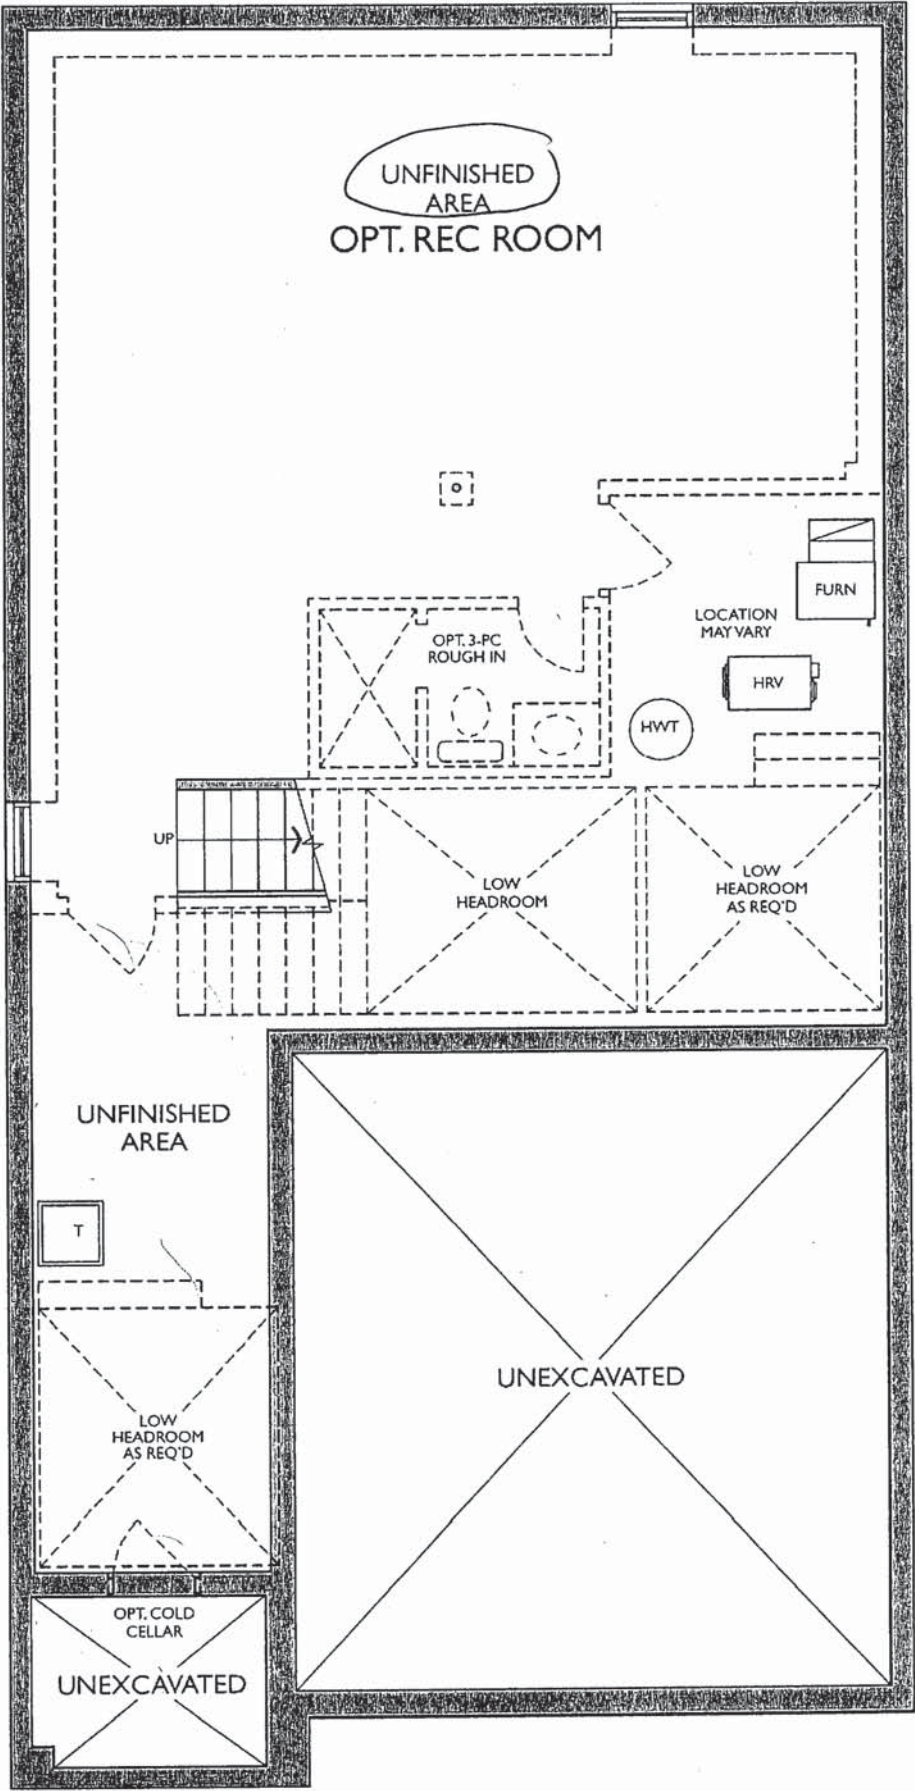 UNFINISHED
AREA
OPT. REC ROOM
FURN
LOCATION
MAY VARY
OPT. 3-PC
ROUGH IN
HRV
HWT
UP
LOW
HEADROOM
LOW
HEADROOM
AS REQ'D
UNFINISHED
AREA
T
UNEXCAVATED
LOW
HEADROOM
AS REQ'D
OPT. COLD
CELLAR
UNEXCAVATED